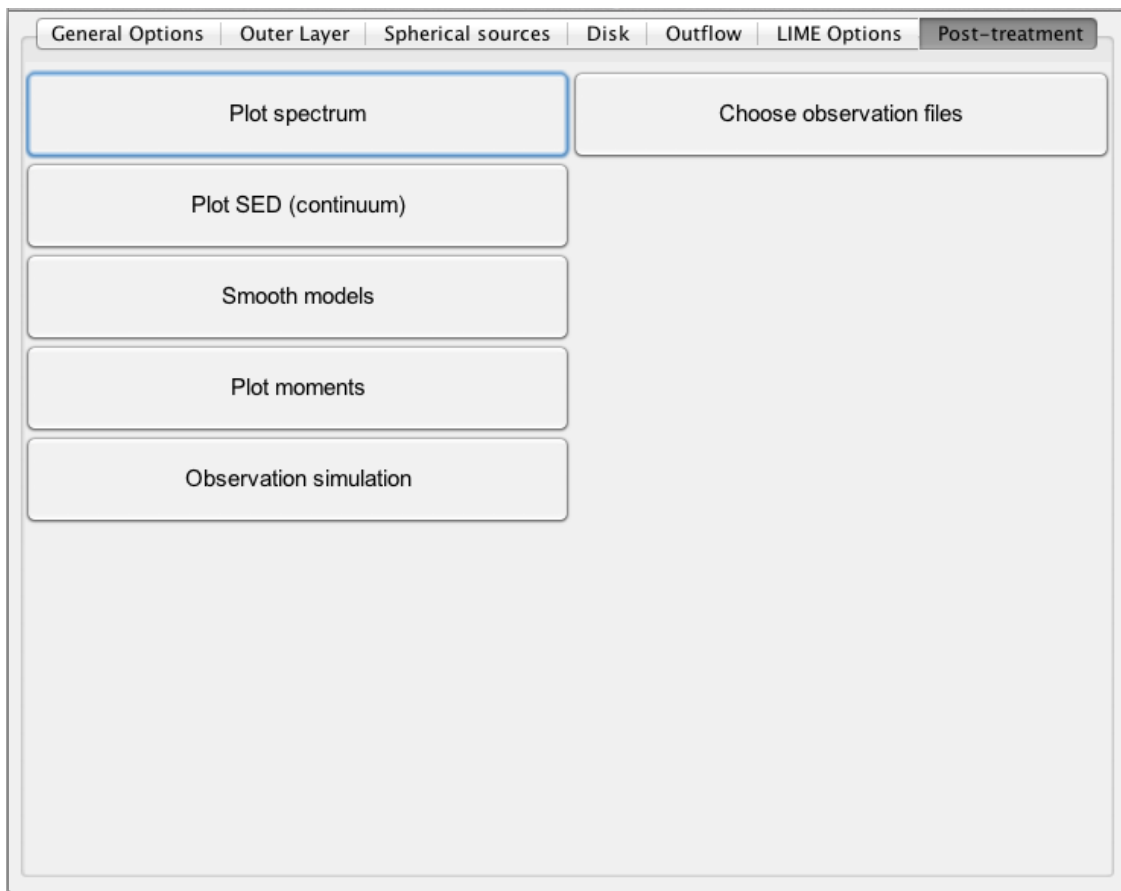 General Options Outer Layer Spherical sources Disk Outflow LIME Options Post-treatment
Plot spectrum Choose observation files
Plot SED (continuum)
Smooth models
Plot moments
Observation simulation